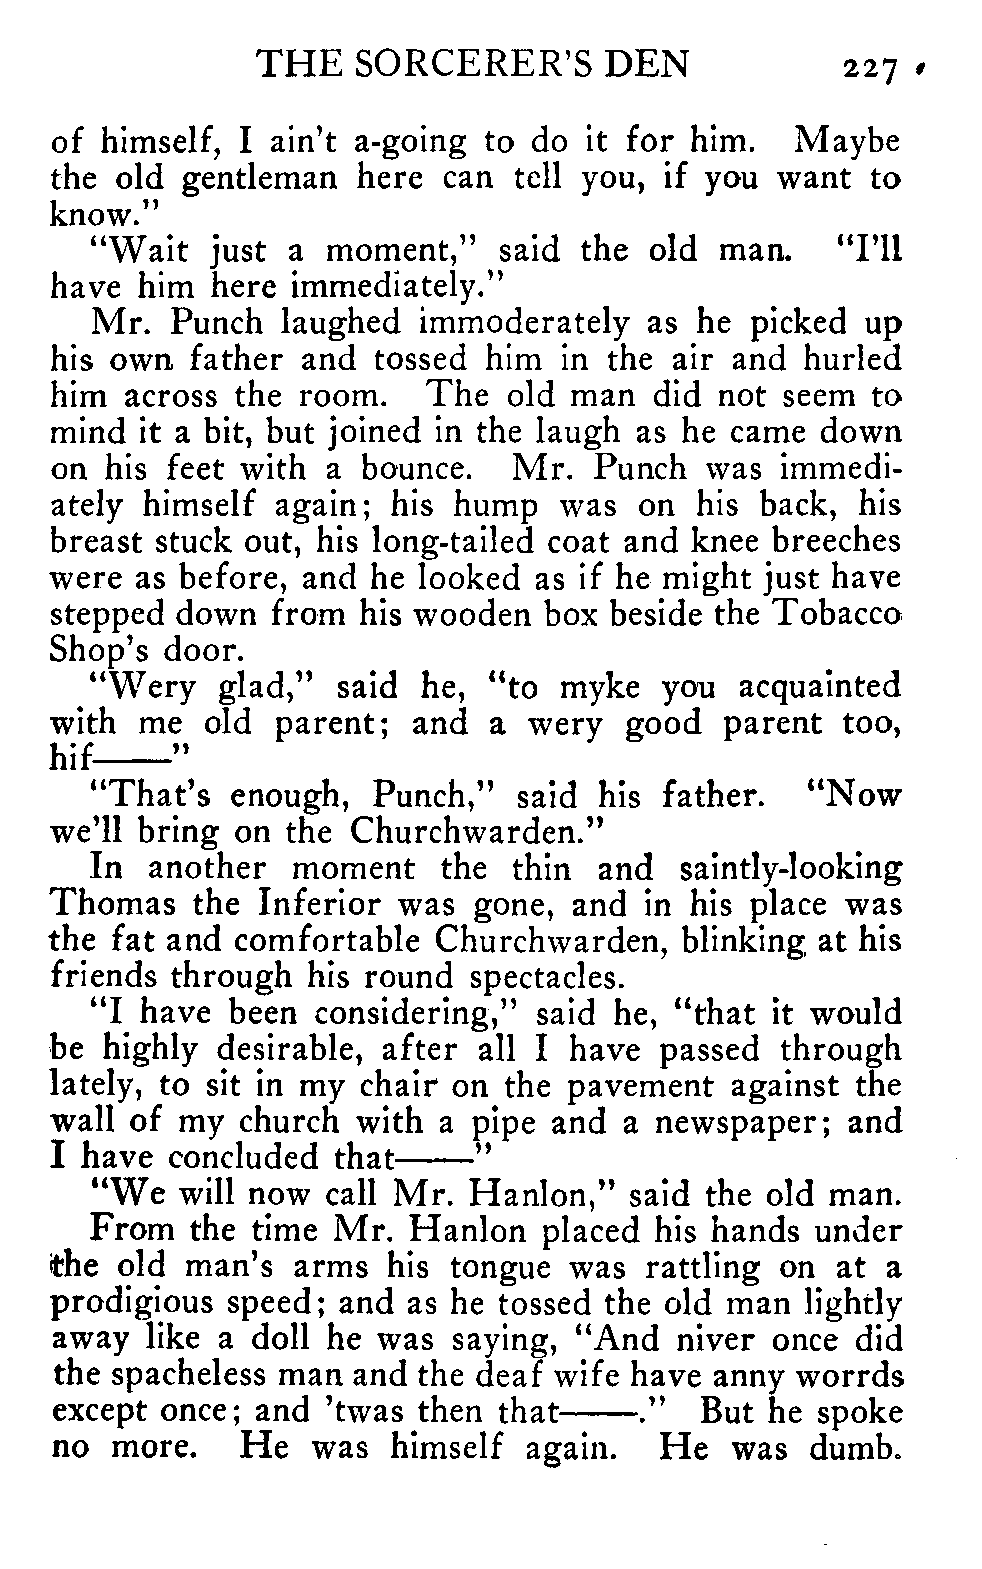 THE SORCERER'S DEN 227
of himself, I ain't a-going to do it for him. Maybe
the old gentleman here can tell you, if you want to
know."
"Wait just a moment," said the old man. "I'll
have him here immediately."
Mr. Punch laughed immoderately as he picked up
his own father and tossed him in the air and hurled
him across the room. The old man did not seem to
mind it a bit, but joined in the laugh as he came down
on his feet with a bounce. Mr. Punch was immedi-
ately himself again; his hump was on his back, his
breast stuck out, his long-tailed coat and knee breeches
were as before, and he looked as if he might just have
stepped down from his wooden box beside the Tobacco
Shop's door.
"Wery glad," said he, "to myke you acquainted
with me old parent; and a wery good parent too,
hif——"
"That's enough, Punch," said his father. "Now
we'll bring on the Churchwarden."
In another moment the thin and saintly-looking
Thomas the Inferior was gone, and in his place was
the fat and comfortable Churchwarden, blinking at his
friends through his round spectacles.
"I have been considering," said he, "that it would
be highly desirable, after all I have passed through
lately, to sit in my chair on the pavement against the
wall of my church with a pipe and a newspaper; and
I have concluded that——"
"We will now call Mr. Hanlon," said the old man.
From the time Mr. Hanlon placed his hands under
the old man's arms his tongue was rattling on at a
prodigious speed; and as he tossed the old man lightly
away like a doll he was saying, "And niver once did
the spacheless man and the deaf wife have anny worrds
except once; and 'twas then that——." But he spoke
no more. He was himself again. He was dumb.